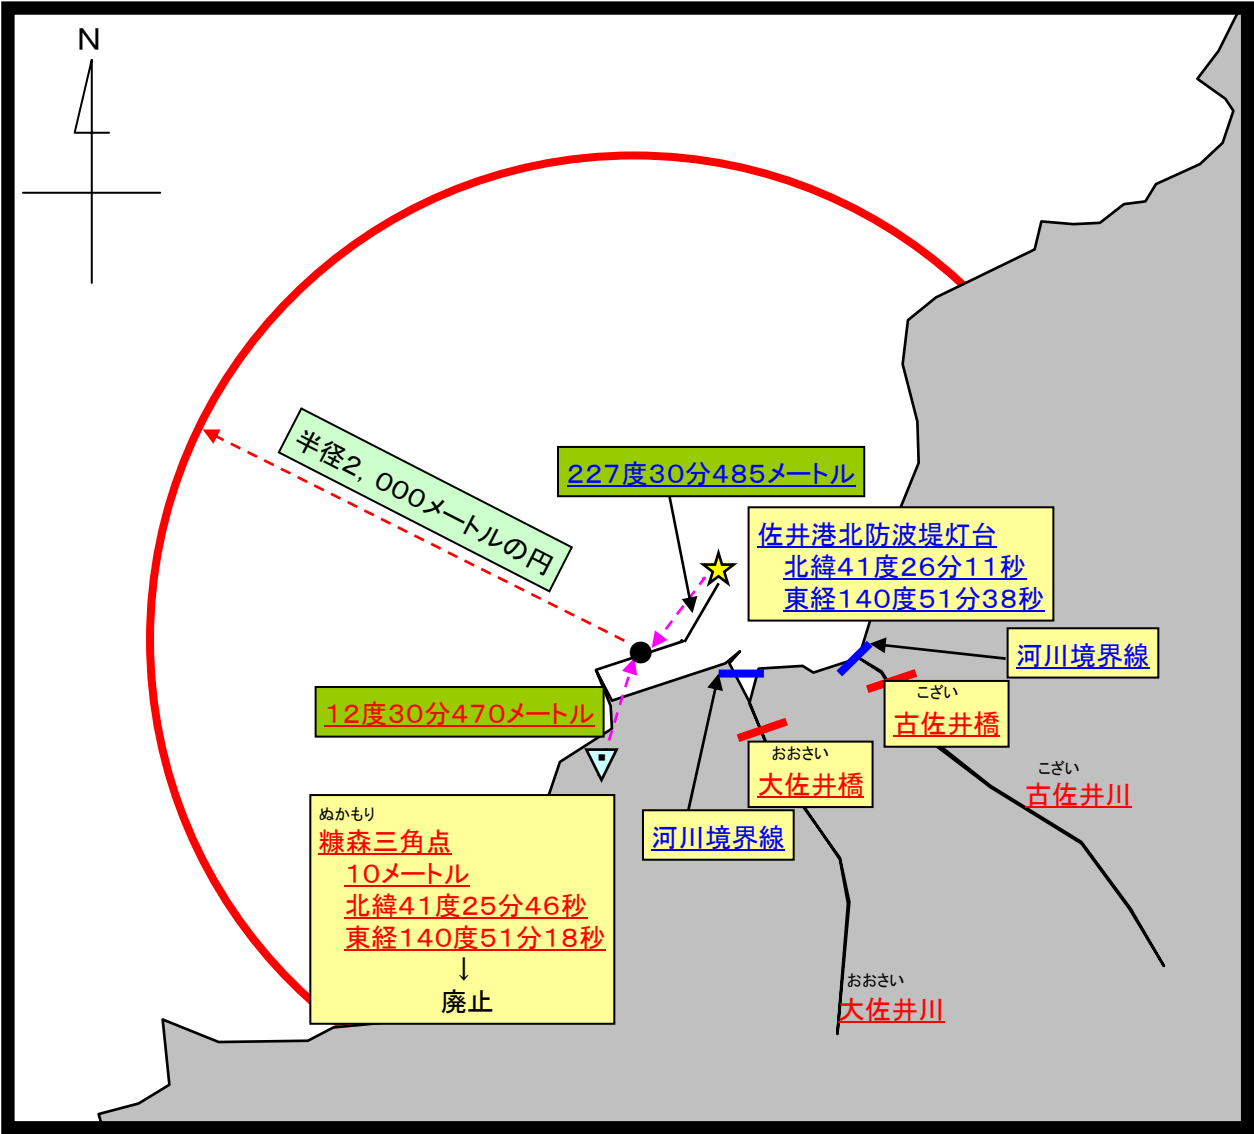 N
半径2,000メートルの円
227度30分485メートル
佐井港北防波堤灯台
北緯41度26分11秒
東経140度51分38秒
河川境界線
12度30分470メートル
こざい
古佐井橋
おおさい
大佐井橋
こざい
古佐井川
河川境界線
ぬかもり
糠森三角点
10メートル
北緯41度25分46秒
東経140度51分18秒
↓
廃止
おおさい
大佐井川